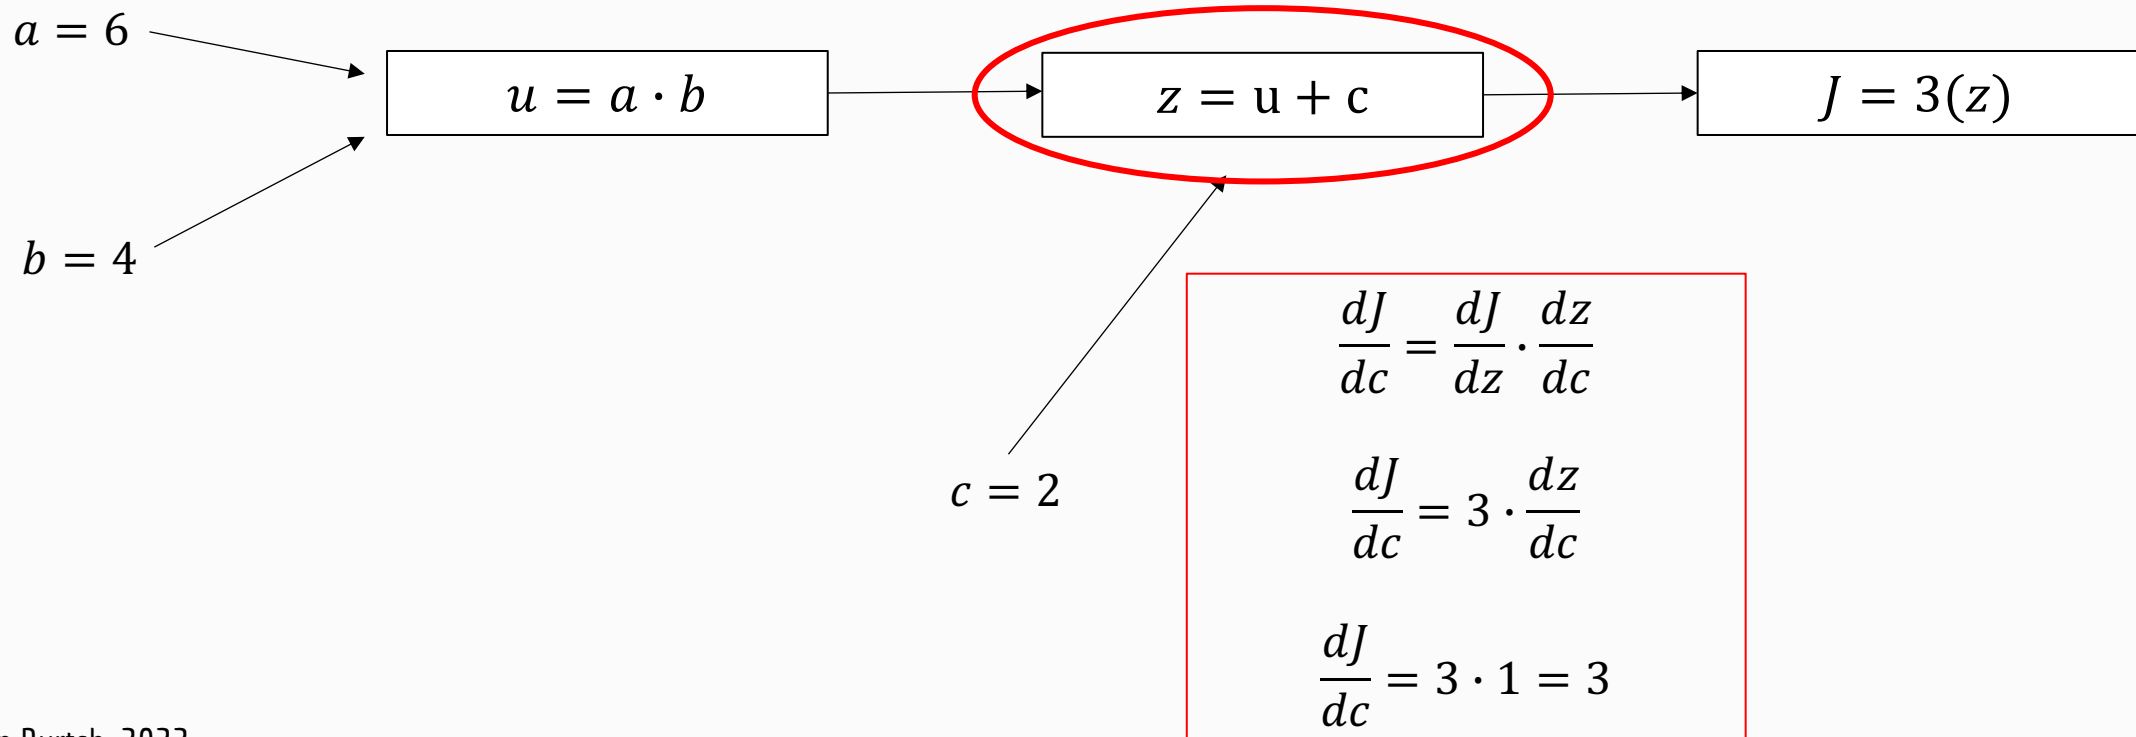 a = 6
u = a · b
z = u + c
J = 3(z)
b = 4
c = 2
dJ/dc = dJ/dz · dz/dc
dJ/dc = 3 · dz/dc
dJ/dc = 3 · 1 = 3